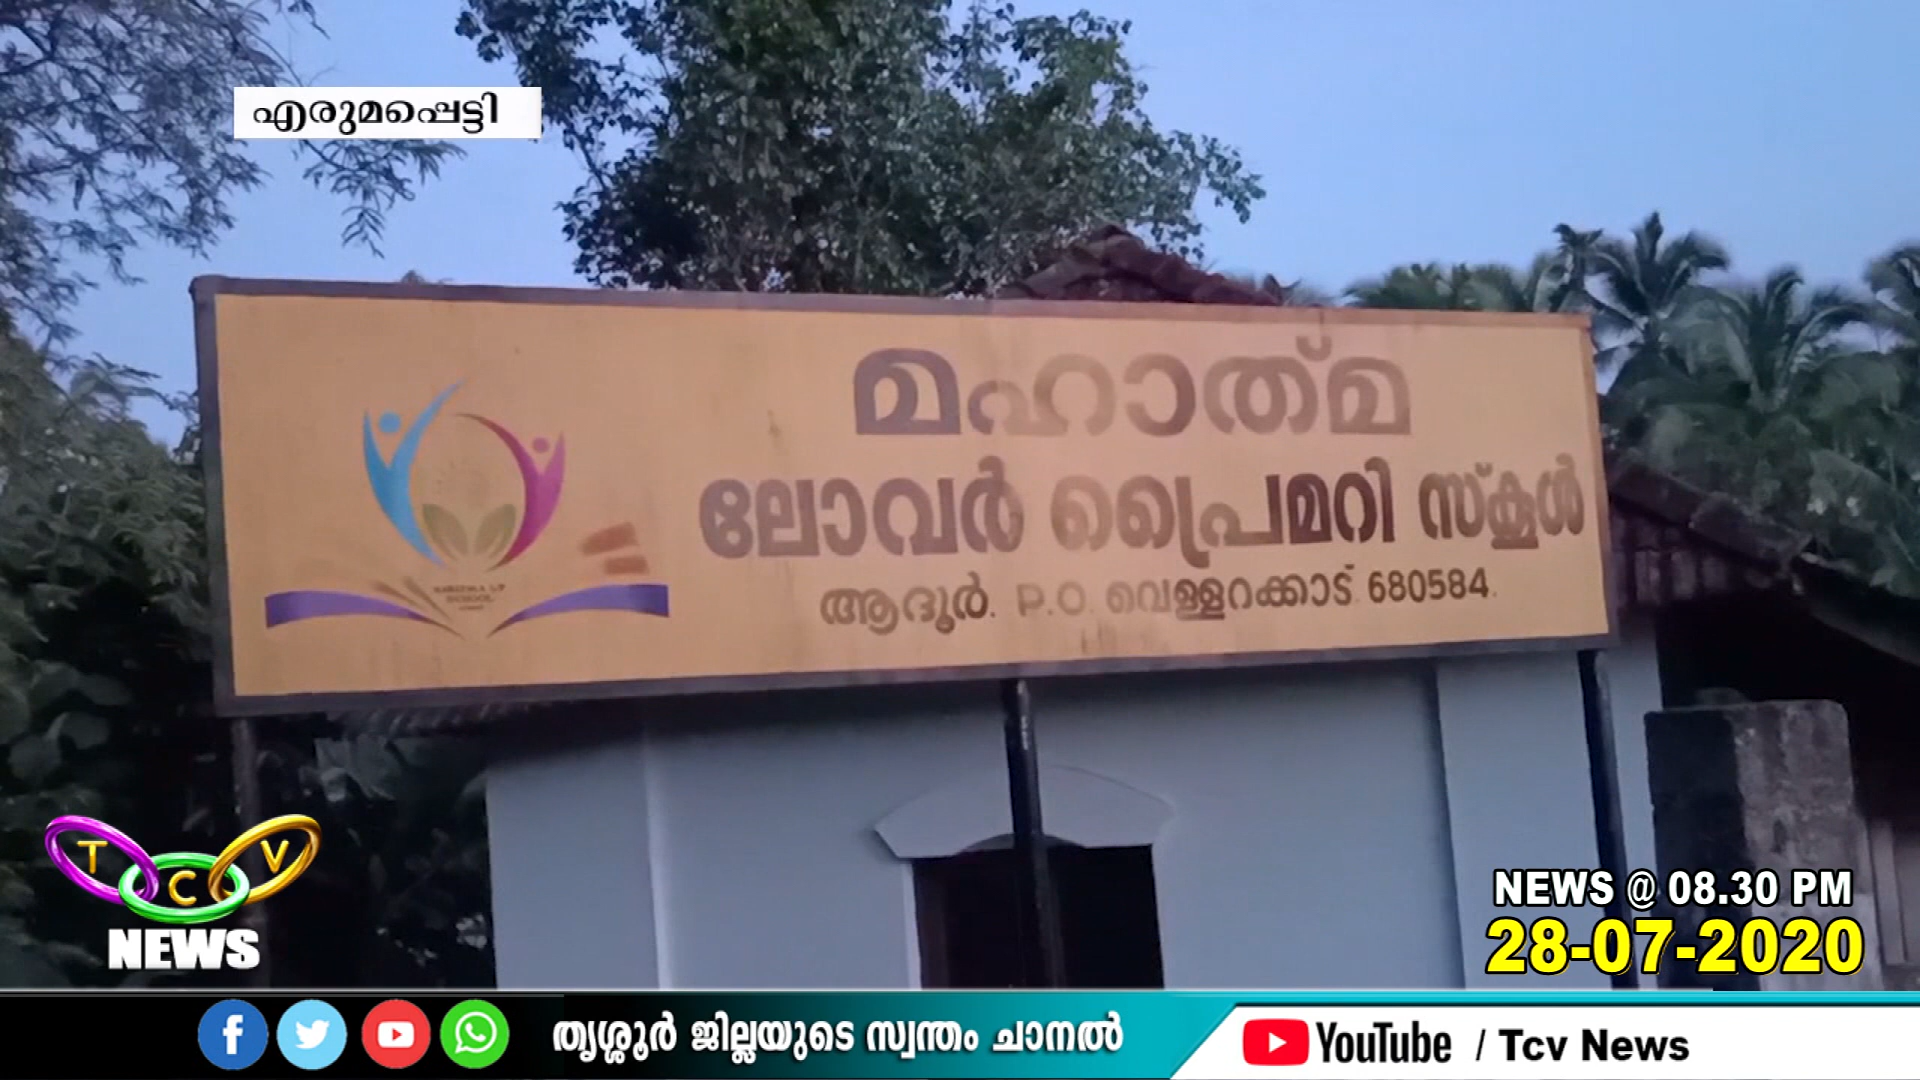 എരുമപ്പെട്ടി
മഹാത്മ
ലോവർ പ്രൈമറി സ്കൂൾ
ആദൂർ. P.O. വെള്ളറക്കാട് 680584.
SCHOOL
T C V
NEWS
NEWS @ 08.30 PM
28-07-2020
തൃശ്ശൂർ ജില്ലയുടെ സ്വന്തം ചാനൽ
YouTube / Tcv News